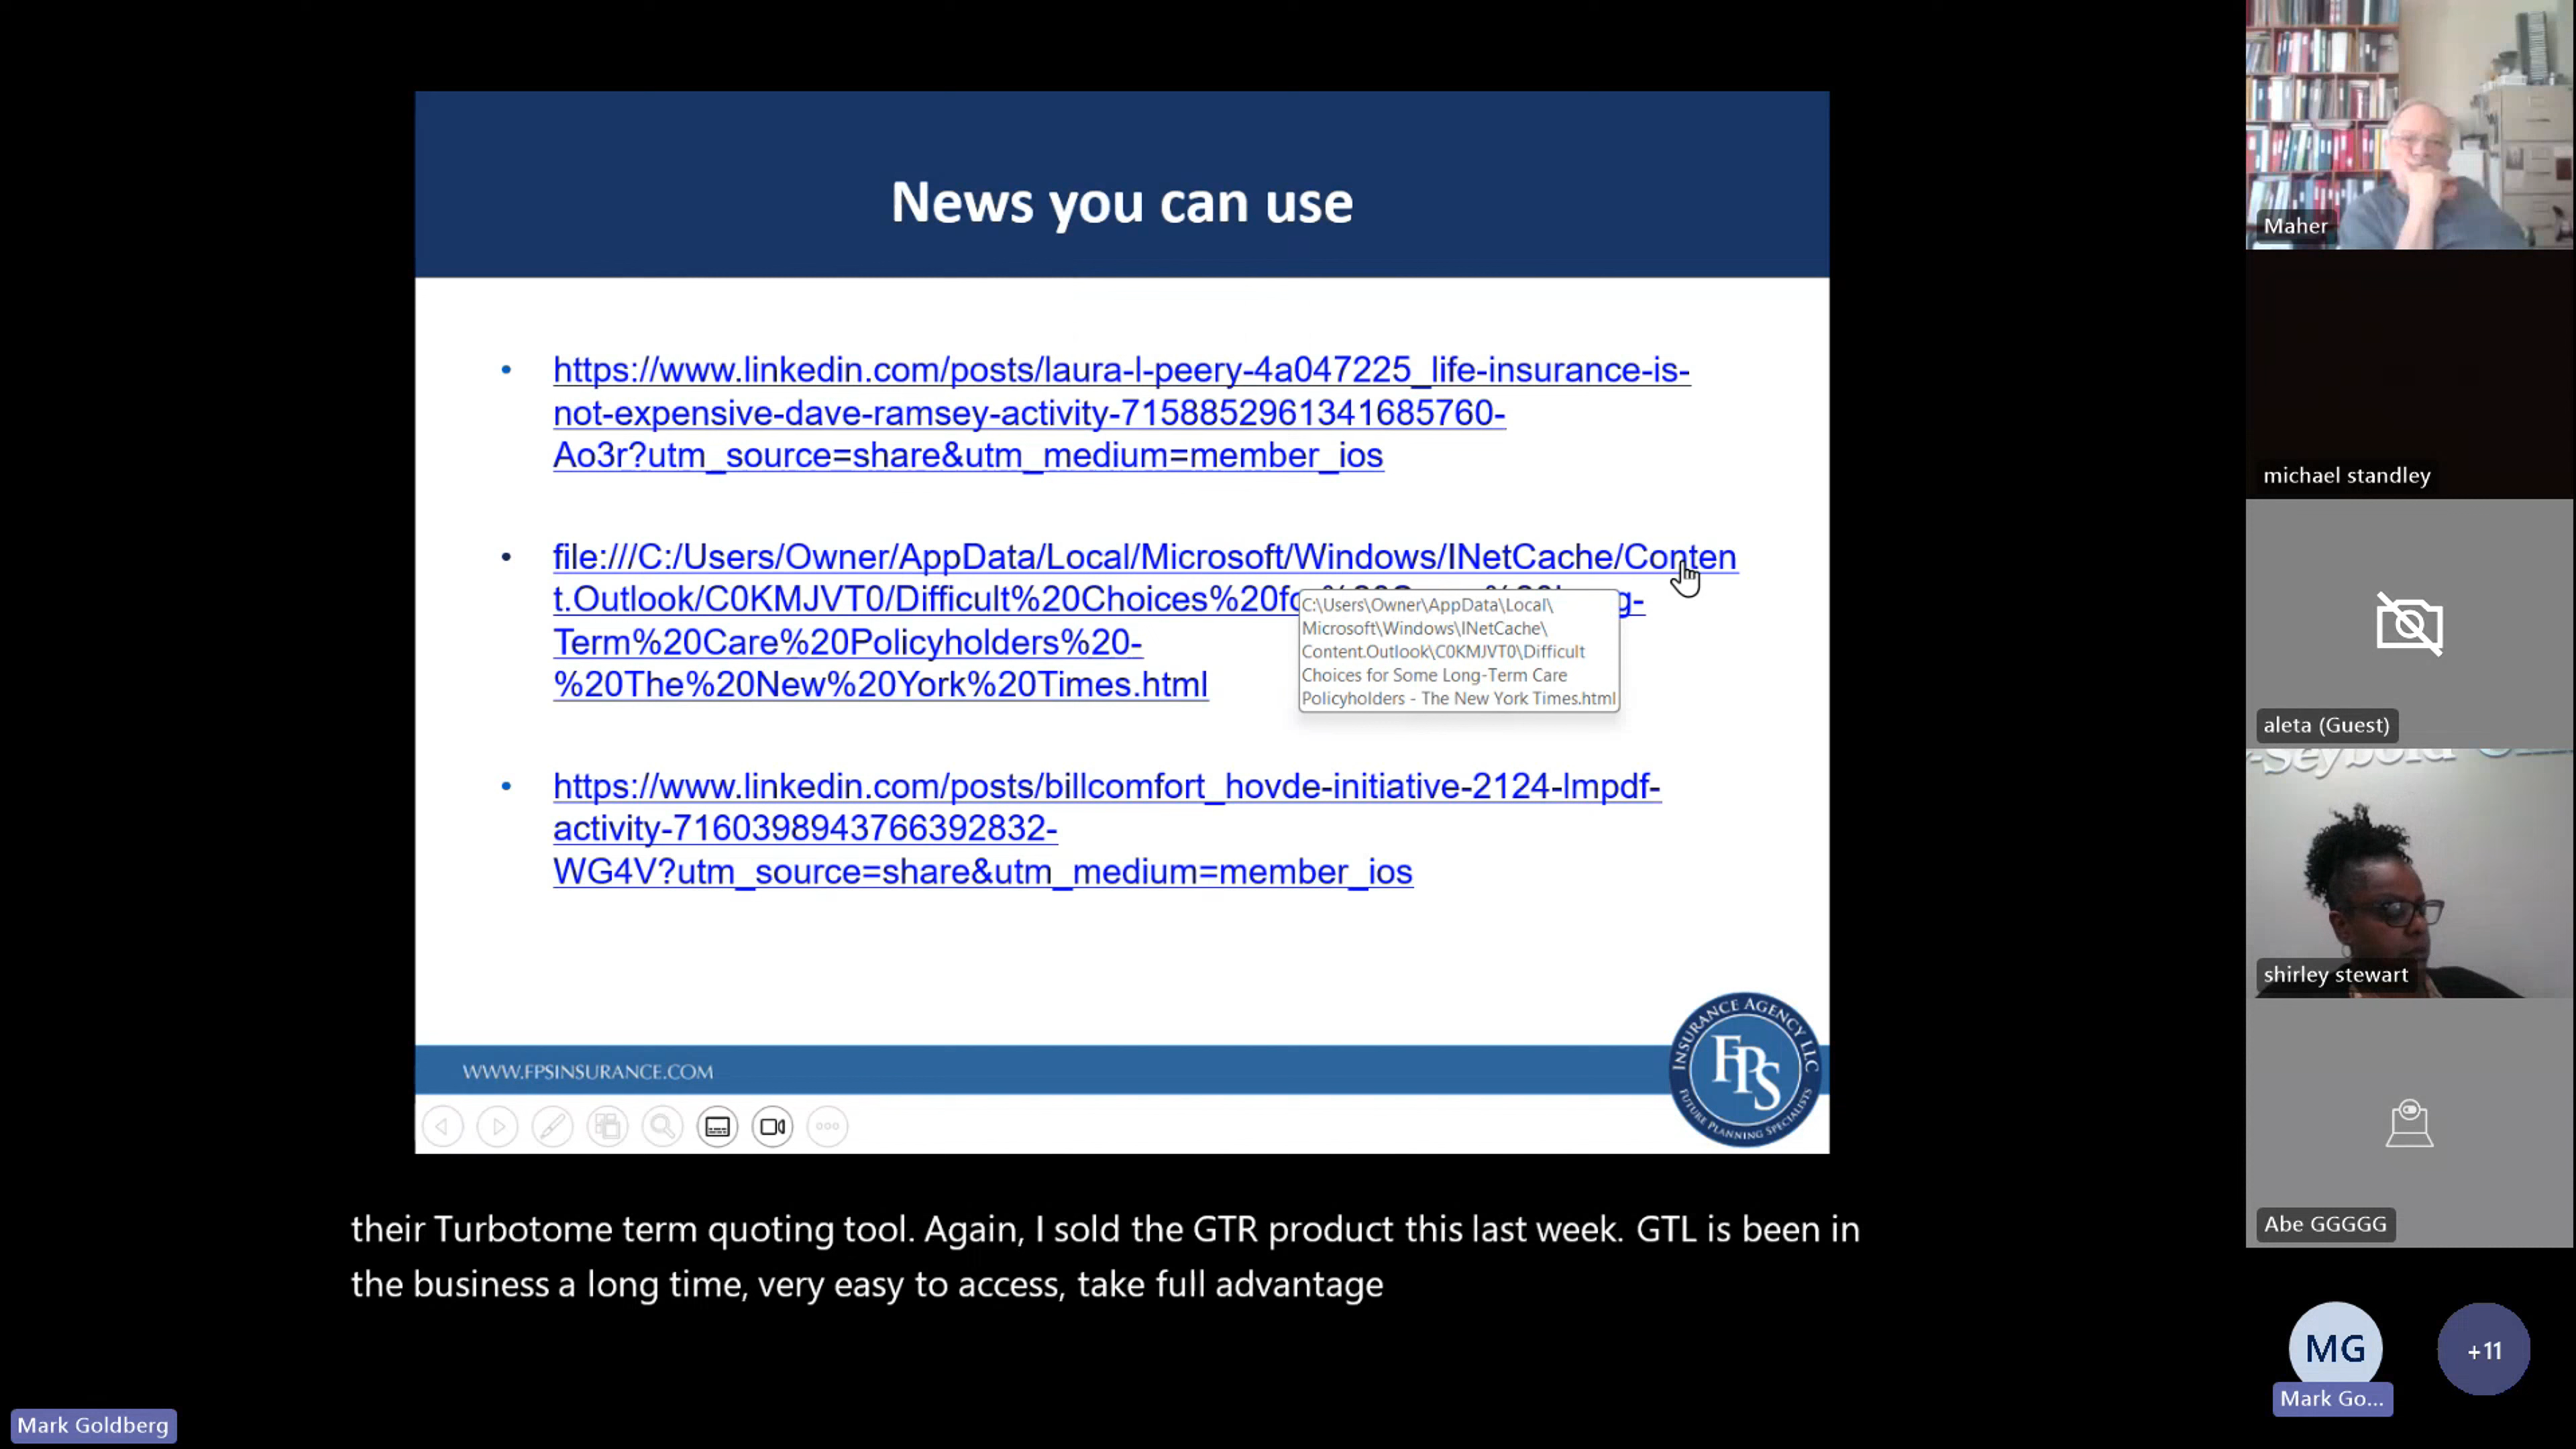 News you can use
• https://www.linkedin.com/posts/laura-l-peery-4a047225_life-insurance-is-
not-expensive-dave-ramsey-activity-7158852961341685760-
Ao3r?utm_source=share&utm_medium=member_ios
• file:///C:/Users/Owner/AppData/Local/Microsoft/Windows/INetCache/Conten
t.Outlook/C0KMJVT0/Difficult%20Choices%20fo
g-
Term%20Care%20Policyholders%20-
%20The%20New%20York%20Times.html
C:\Users\Owner\AppData\Local\
Microsoft\Windows\INetCache\
Content.Outlook\C0KMJVT0\Difficult
Choices for Some Long-Term Care
Policyholders - The New York Times.html
• https://www.linkedin.com/posts/billcomfort_hovde-initiative-2124-lmpdf-
activity-7160398943766392832-
WG4V?utm_source=share&utm_medium=member_ios
WWW.FPSINSURANCE.COM
INSURANCE AGENCY LLC
FPS
FUTURE PLANNING SPECIALISTS
their Turbotome term quoting tool. Again, I sold the GTR product this last week. GTL is been in
the business a long time, very easy to access, take full advantage
Mark Goldberg
Maher
michael standley
aleta (Guest)
-Seybold
shirley stewart
Abe GGGGG
MG
+11
Mark Go...